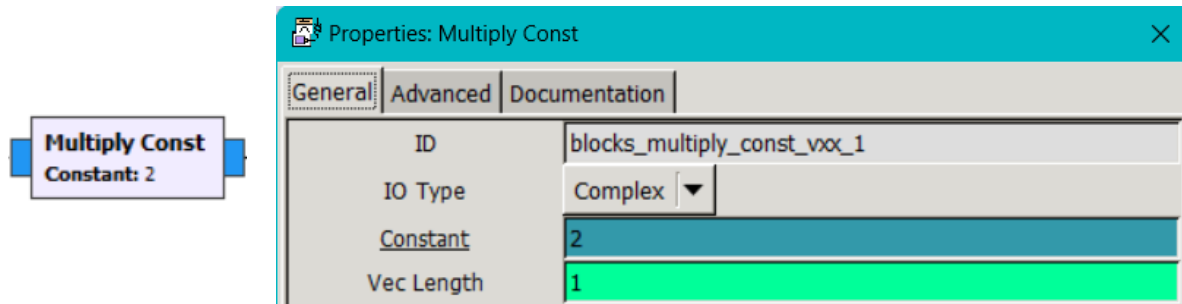 Multiply Const
Constant: 2
Properties: Multiply Const
General Advanced Documentation
ID blocks_multiply_const_vxx_1
IO Type Complex
Constant 2
Vec Length 1